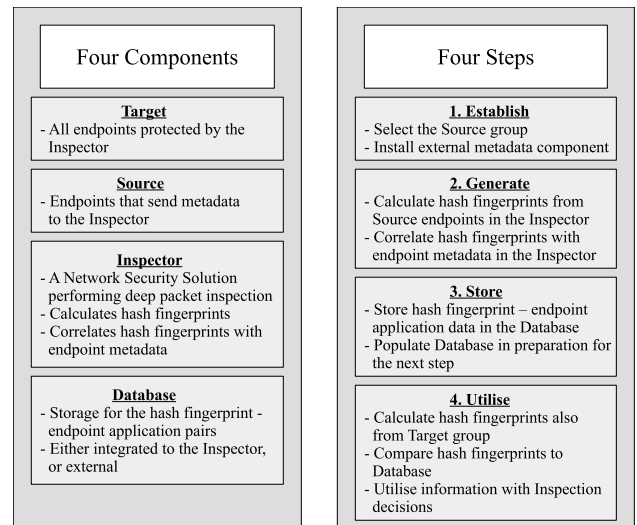 Four Components
Target
- All endpoints protected by the
Inspector
Source
- Endpoints that send metadata
to the Inspector
Inspector
- A Network Security Solution
performing deep packet inspection
- Calculates hash fingerprints
- Correlates hash fingerprints with
endpoint metadata
Database
- Storage for the hash fingerprint -
endpoint application pairs
- Either integrated to the Inspector,
or external
Four Steps
1. Establish
- Select the Source group
- Install external metadata component
2. Generate
- Calculate hash fingerprints from
Source endpoints in the Inspector
- Correlate hash fingerprints with
endpoint metadata in the Inspector
3. Store
- Store hash fingerprint – endpoint
application data in the Database
- Populate Database in preparation for
the next step
4. Utilise
- Calculate hash fingerprints also
from Target group
- Compare hash fingerprints to
Database
- Utilise information with Inspection
decisions